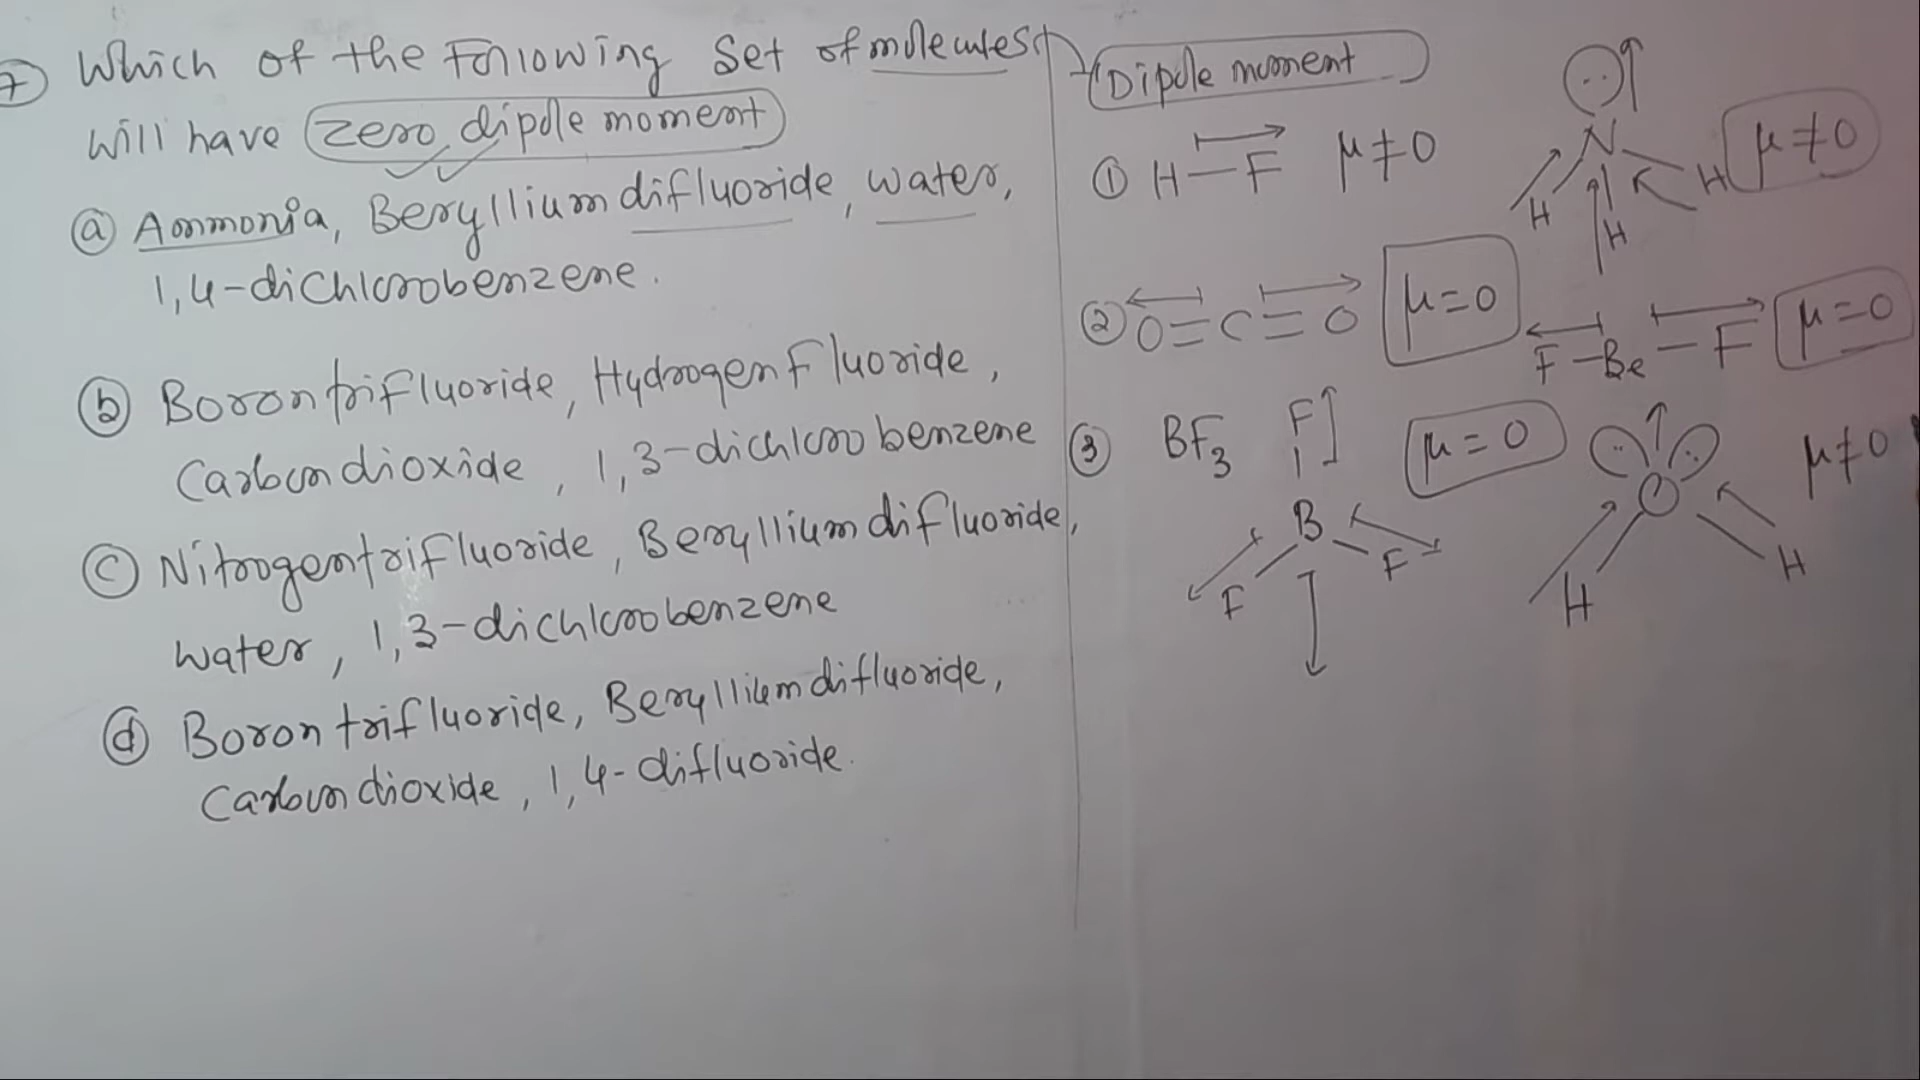 7 Which of the Following Set of molecules
will have zero dipole moment
(a) Ammonia, Beryllium difluoride, water,
1,4-dichlorobenzene.
(b) Boron trifluoride, Hydrogen Fluoride,
Carbon dioxide, 1,3-dichloro benzene
(c) Nitrogen trifluoride, Beryllium difluoride,
water, 1,3-dichlorobenzene
(d) Boron trifluoride, Beryllium difluoride,
Carbon dioxide, 1,4-difluoride.
Dipole moment
① H-F μ≠0
N
H H H
μ≠0
② O=C=O μ=0
F-Be-F μ=0
③ BF3 μ=0
F
B
F F
O
H H
μ≠0